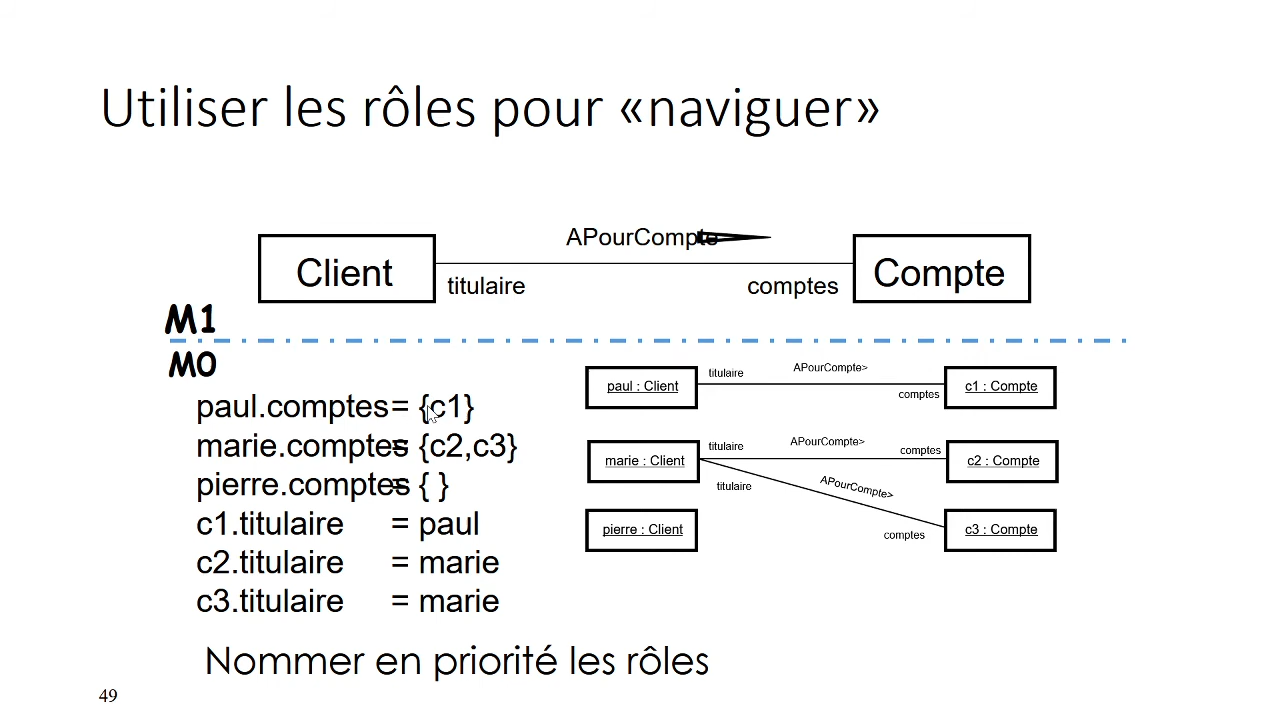 Utiliser les rôles pour «naviguer»
APourCompte
Client
Compte
titulaire
comptes
M1
M0
paul.comptes = {c1}
marie.comptes = {c2,c3}
pierre.comptes = { }
c1.titulaire = paul
c2.titulaire = marie
c3.titulaire = marie
titulaire
APourCompte>
paul : Client
c1 : Compte
comptes
titulaire
APourCompte>
comptes
marie : Client
c2 : Compte
titulaire
APourCompte>
pierre : Client
c3 : Compte
comptes
Nommer en priorité les rôles
49